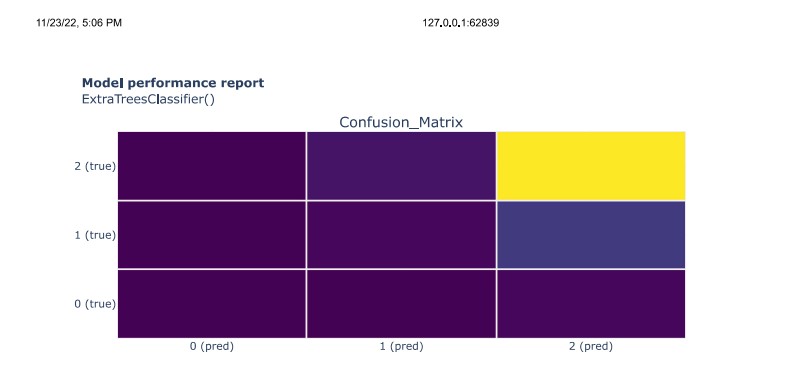 11/23/22, 5:06 PM 127.0.0.1:62839
Model performance report
ExtraTreesClassifier()
Confusion_Matrix
2 (true)
1 (true)
0 (true)
0 (pred) 1 (pred) 2 (pred)